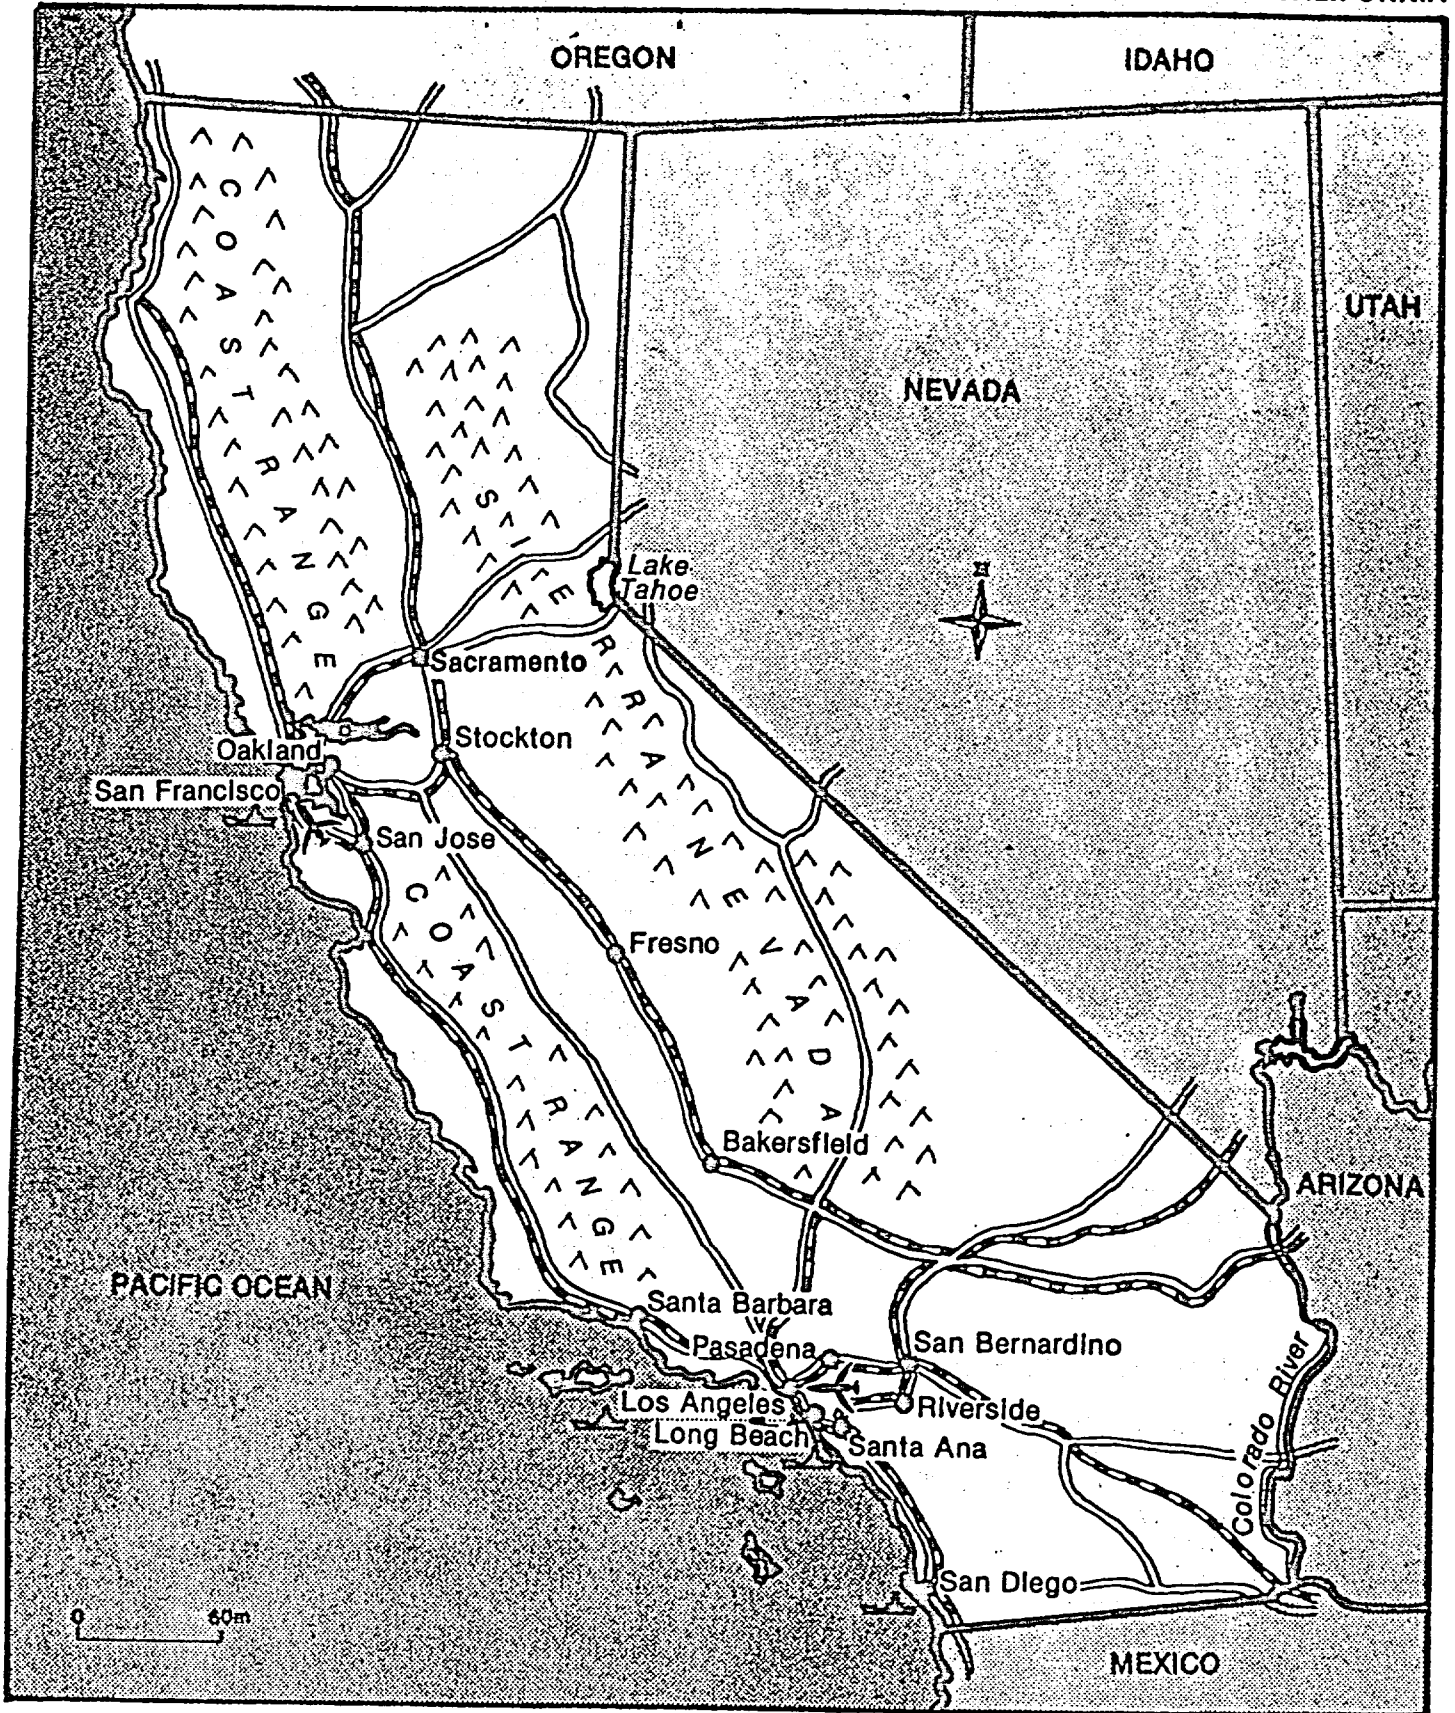 OREGON
IDAHO
UTAH
NEVADA
COAST RANGE
SIERRA NEVADA
Lake
Tahoe
N
Sacramento
Stockton
Oakland
San Francisco
San Jose
COAST RANGE
Fresno
Bakersfield
ARIZONA
PACIFIC OCEAN
Santa Barbara
Pasadena
San Bernardino
Los Angeles
Riverside
Long Beach
Santa Ana
Colorado River
San Diego
0 60m
MEXICO